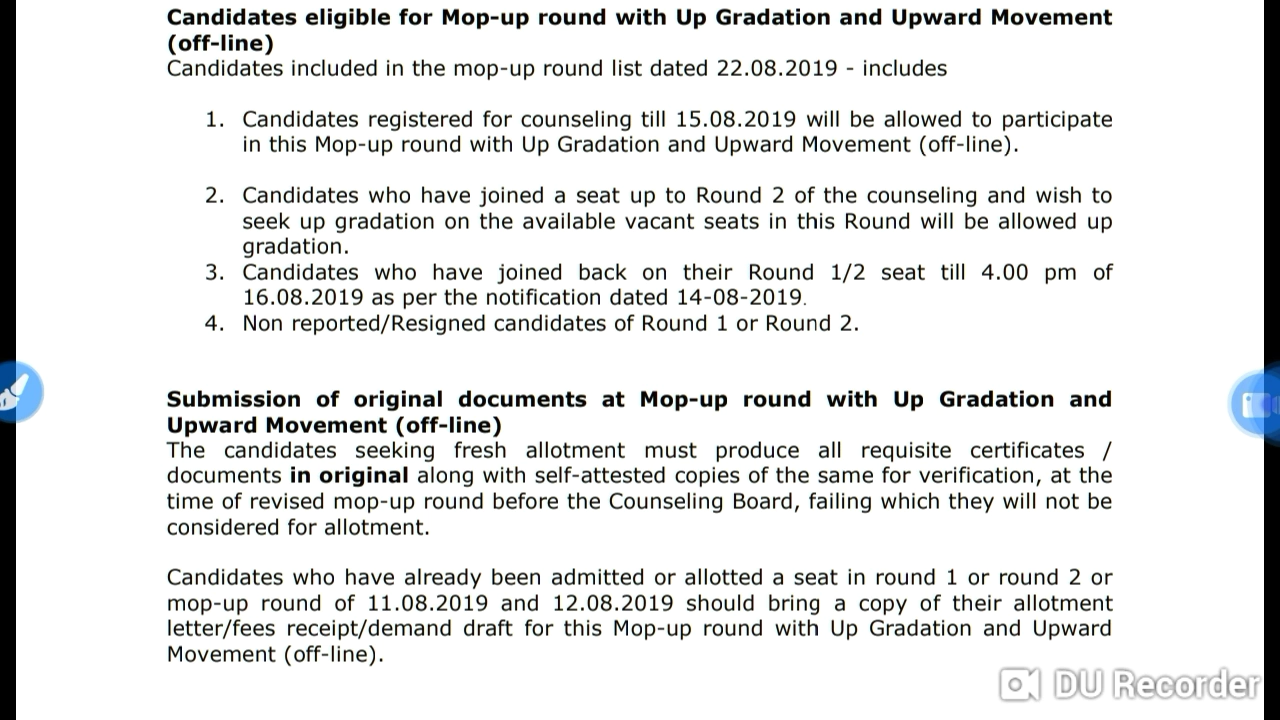 Candidates eligible for Mop-up round with Up Gradation and Upward Movement
(off-line)
Candidates included in the mop-up round list dated 22.08.2019 - includes
1. Candidates registered for counseling till 15.08.2019 will be allowed to participate
in this Mop-up round with Up Gradation and Upward Movement (off-line).
2. Candidates who have joined a seat up to Round 2 of the counseling and wish to
seek up gradation on the available vacant seats in this Round will be allowed up
gradation.
3. Candidates who have joined back on their Round 1/2 seat till 4.00 pm of
16.08.2019 as per the notification dated 14-08-2019.
4. Non reported/Resigned candidates of Round 1 or Round 2.
Submission of original documents at Mop-up round with Up Gradation and
Upward Movement (off-line)
The candidates seeking fresh allotment must produce all requisite certificates /
documents in original along with self-attested copies of the same for verification, at the
time of revised mop-up round before the Counseling Board, failing which they will not be
considered for allotment.
Candidates who have already been admitted or allotted a seat in round 1 or round 2 or
mop-up round of 11.08.2019 and 12.08.2019 should bring a copy of their allotment
letter/fees receipt/demand draft for this Mop-up round with Up Gradation and Upward
Movement (off-line).
DU Recorder